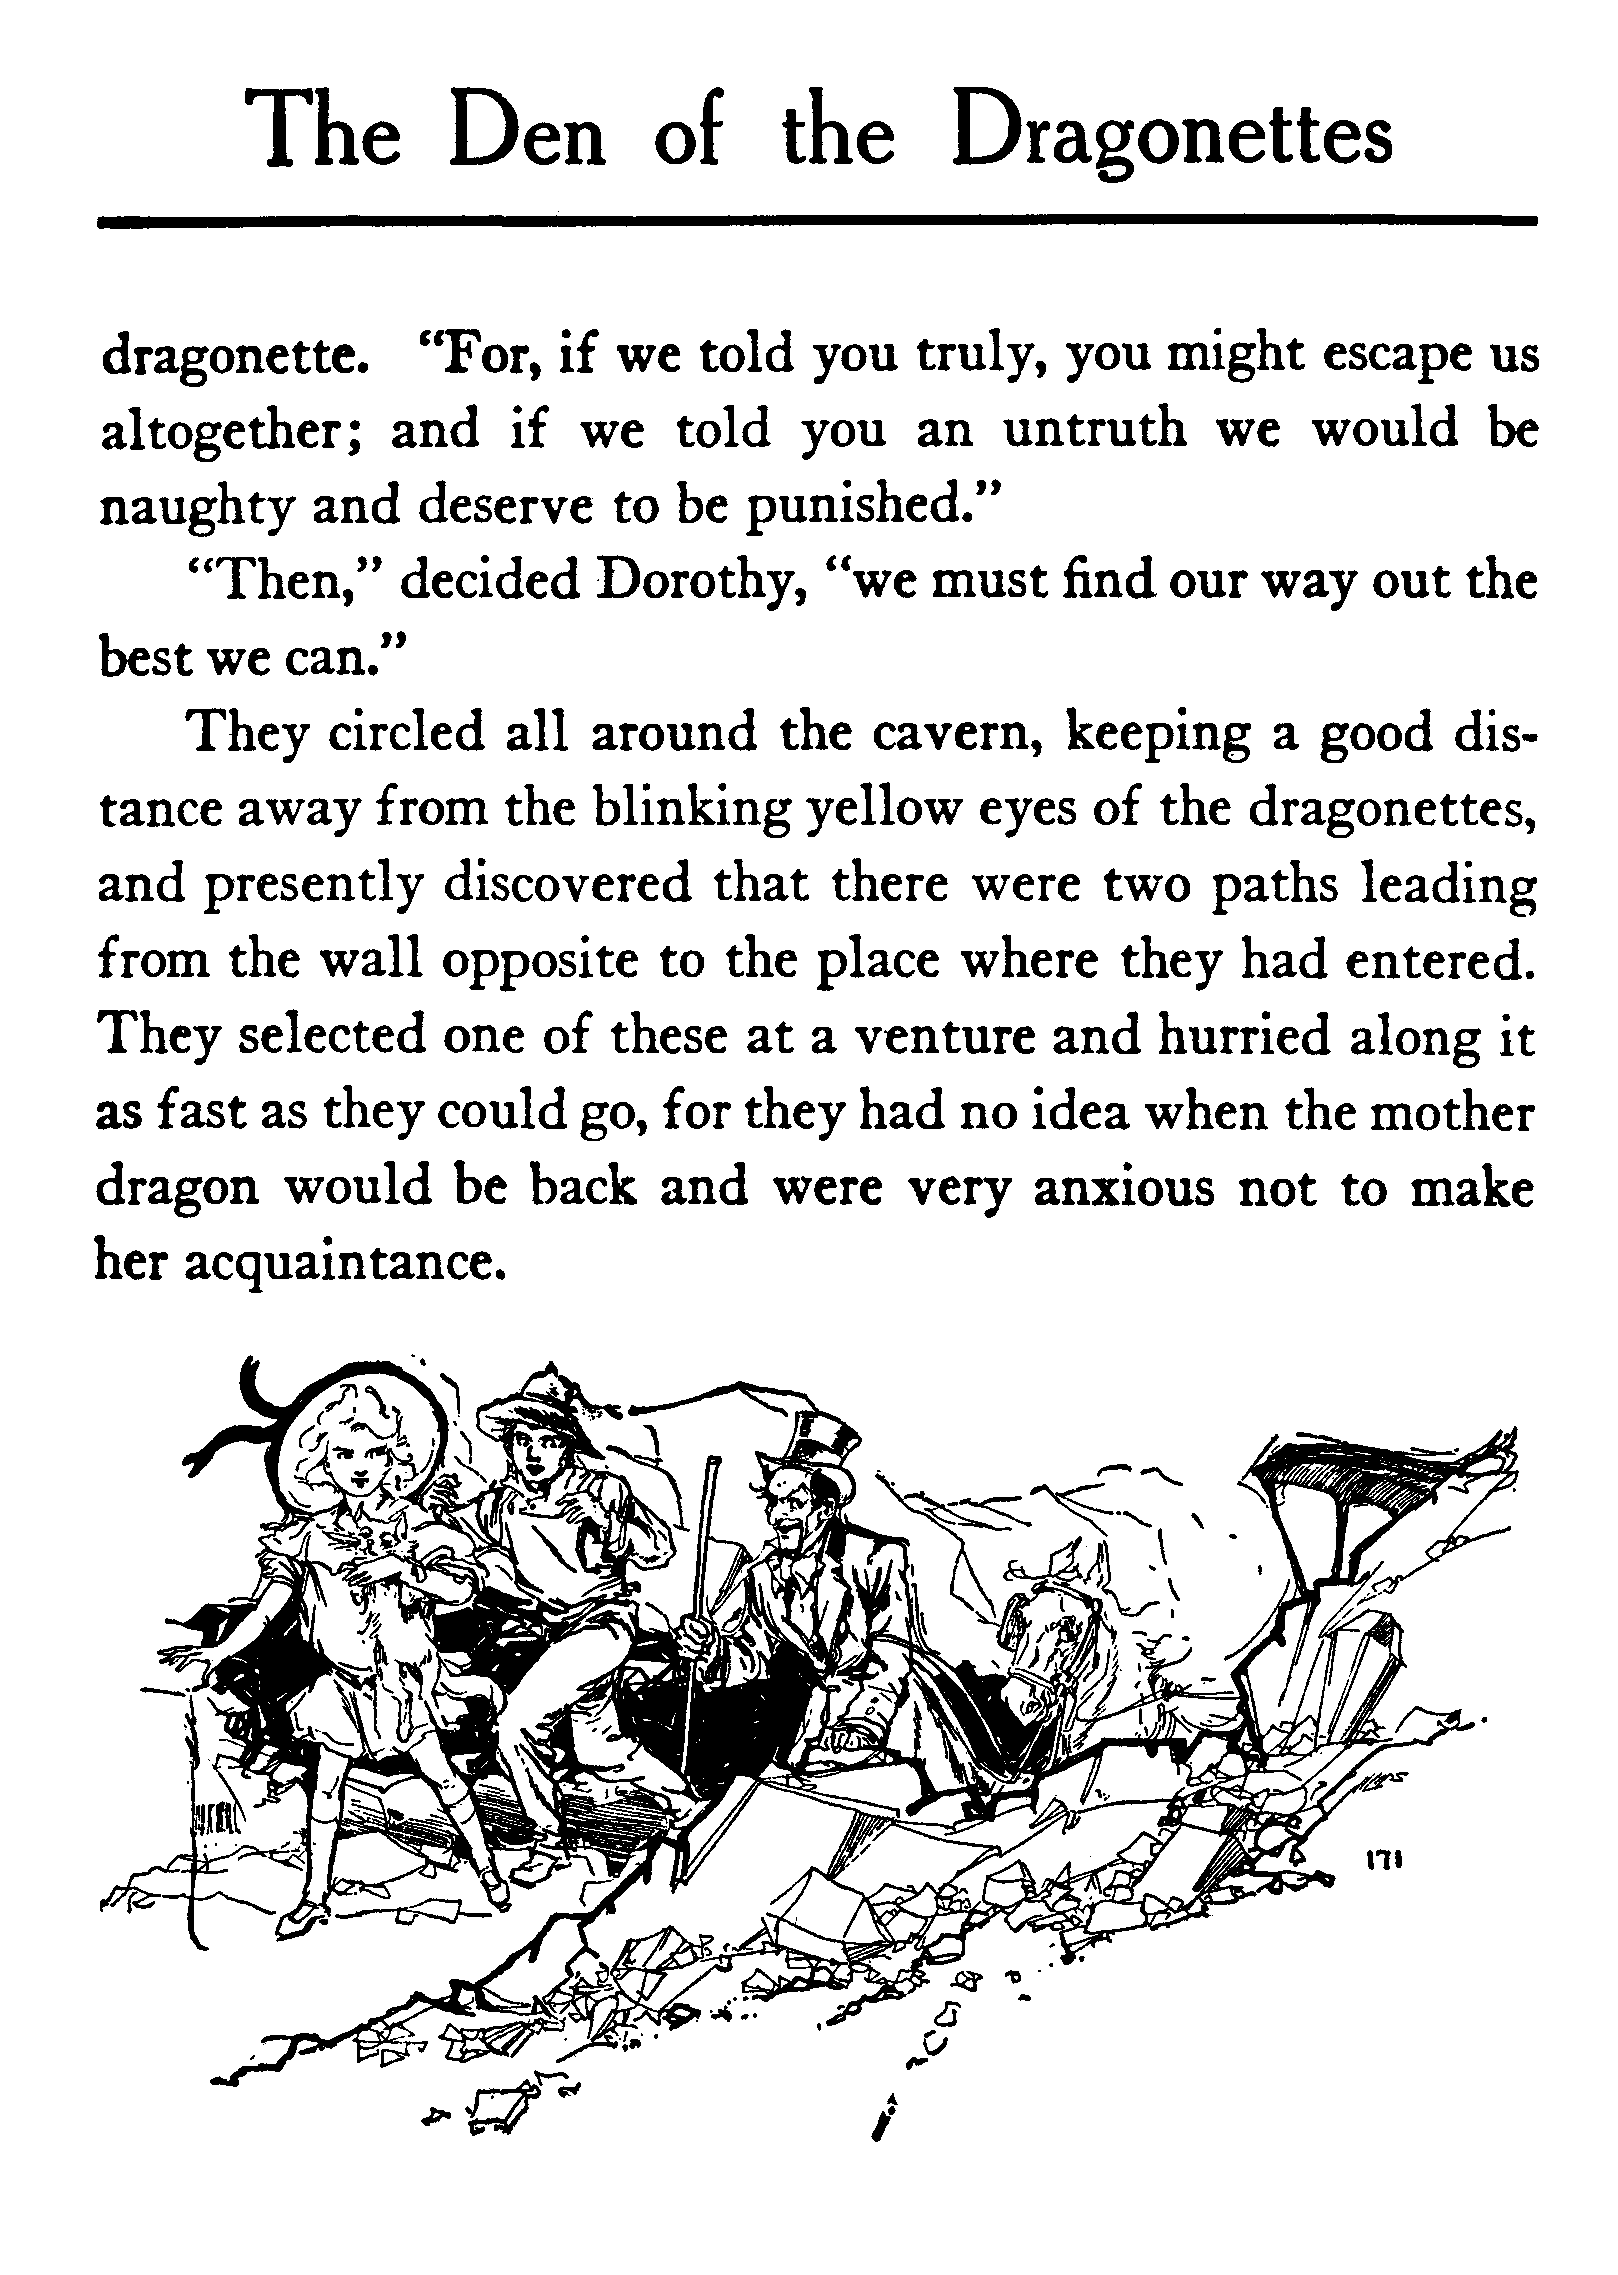 The Den of the Dragonettes
dragonette. “For, if we told you truly, you might escape us
altogether; and if we told you an untruth we would be
naughty and deserve to be punished.”
“Then,” decided Dorothy, “we must find our way out the
best we can.”
They circled all around the cavern, keeping a good dis-
tance away from the blinking yellow eyes of the dragonettes,
and presently discovered that there were two paths leading
from the wall opposite to the place where they had entered.
They selected one of these at a venture and hurried along it
as fast as they could go, for they had no idea when the mother
dragon would be back and were very anxious not to make
her acquaintance.
171